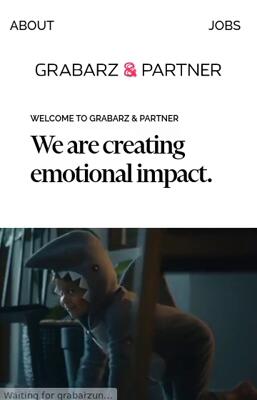 ABOUT
JOBS
GRABARZ & PARTNER
WELCOME TO GRABARZ & PARTNER
We are creating
emotional impact.
Waiting for grabarzun...